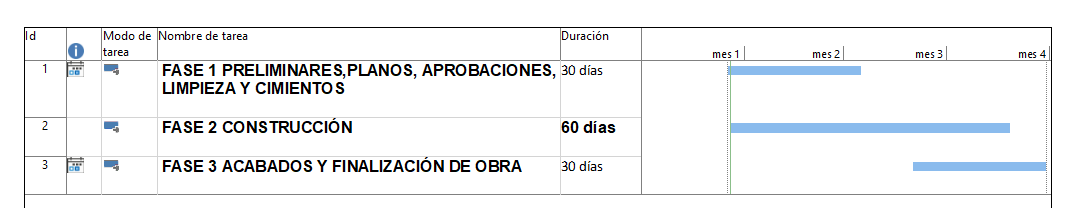 Id Modo de tarea Nombre de tarea Duración
mes 1 mes 2 mes 3 mes 4
1 FASE 1 PRELIMINARES,PLANOS, APROBACIONES, 30 días
LIMPIEZA Y CIMIENTOS
2 FASE 2 CONSTRUCCIÓN 60 días
3 FASE 3 ACABADOS Y FINALIZACIÓN DE OBRA 30 días